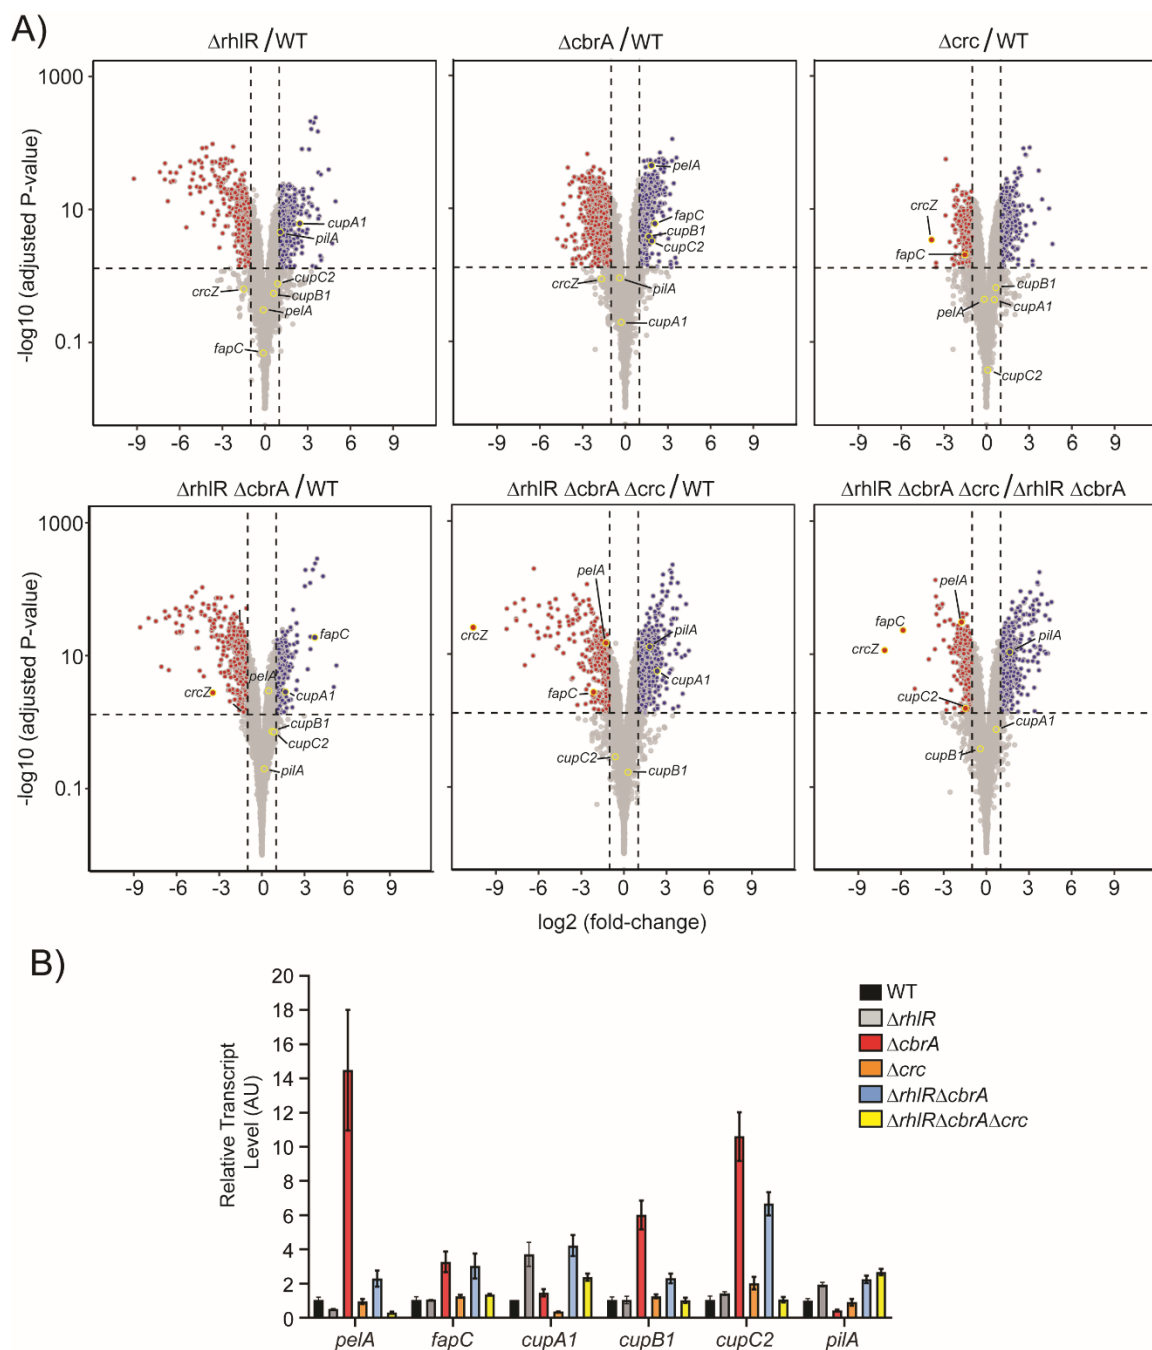 A)
ΔrhlR / WT
ΔcbrA / WT
Δcrc / WT
-log10 (adjusted P-value)
1000
10
0.1
cupA1
pilA
cupC2
crcZ
cupB1
pelA
fapC
pelA
fapC
cupB1
cupC2
crcZ
pilA
cupA1
crcZ
fapC
cupB1
pelA
cupA1
cupC2
-9 -6 -3 0 3 6 9
-9 -6 -3 0 3 6 9
-9 -6 -3 0 3 6 9
ΔrhlR ΔcbrA / WT
ΔrhlR ΔcbrA Δcrc / WT
ΔrhlR ΔcbrA Δcrc / ΔrhlR ΔcbrA
-log10 (adjusted P-value)
1000
10
0.1
fapC
pelA
crcZ
cupA1
cupB1
cupC2
pilA
pelA
crcZ
pilA
cupA1
fapC
cupC2
cupB1
pelA
fapC
crcZ
pilA
cupC2
cupA1
cupB1
-9 -6 -3 0 3 6 9
-9 -6 -3 0 3 6 9
-9 -6 -3 0 3 6 9
log2 (fold-change)
B)
Relative Transcript
Level (AU)
20
18
16
14
12
10
8
6
4
2
0
WT
ΔrhlR
ΔcbrA
Δcrc
ΔrhlRΔcbrA
ΔrhlRΔcbrAΔcrc
pelA fapC cupA1 cupB1 cupC2 pilA